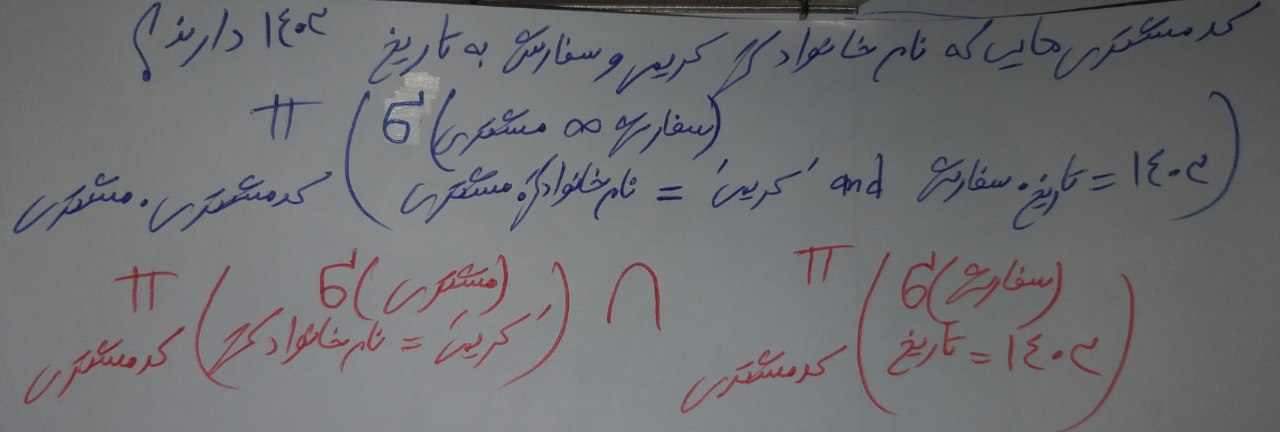 کد مشتری هایی که نام خانوادگی کریمی و سفارش به تاریخ ۱۴۰۲ دارند؟
π ( σ (سفارش ∞ مشتری)
کد مشتری . مشتری ( نام خانوادگی . مشتری = 'کریمی' and سفارش . تاریخ = ۱۴۰۲ )
π ( σ (مشتری) ) ∩ π ( σ (سفارش)
کد مشتری ( نام خانوادگی = 'کریمی' ) کد مشتری ( تاریخ = ۱۴۰۲ )